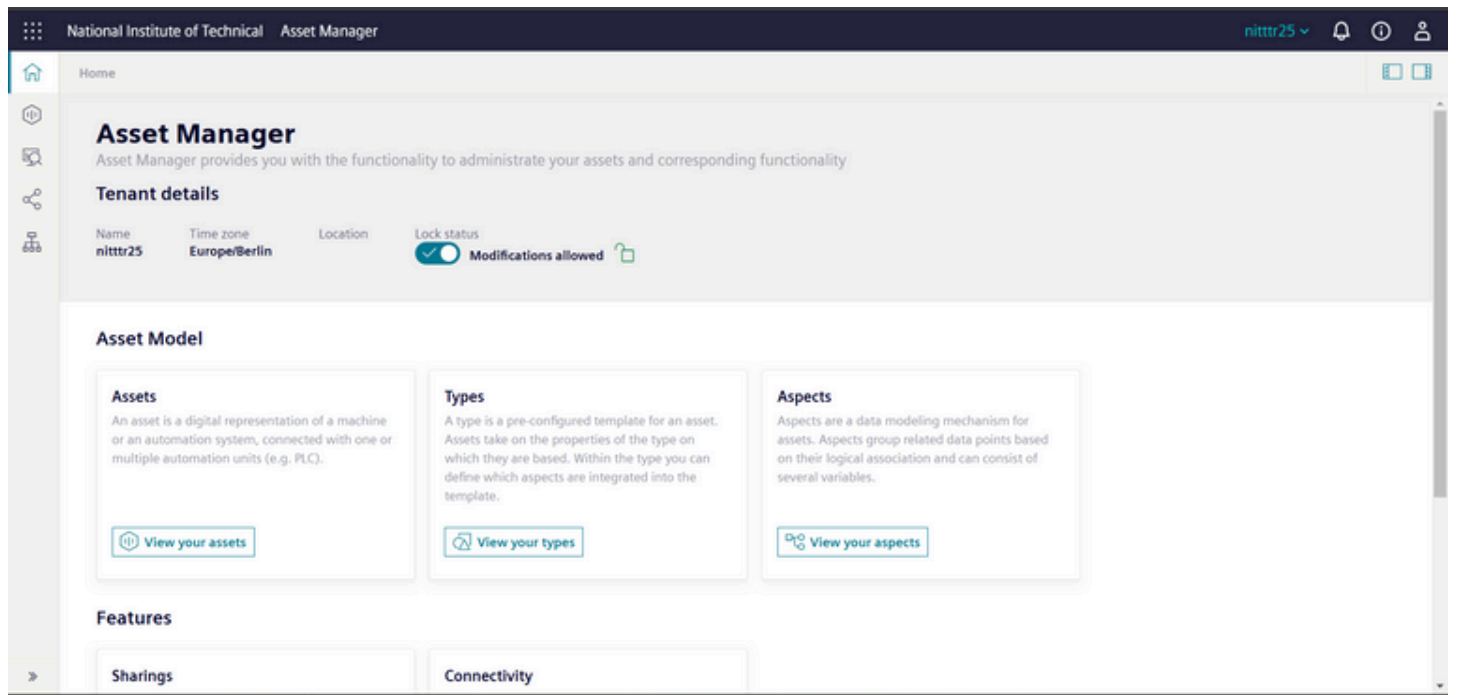 National Institute of Technical Asset Manager nitttr25
Home
Asset Manager
Asset Manager provides you with the functionality to administrate your assets and corresponding functionality
Tenant details
Name Time zone Location Lock status
nitttr25 Europe/Berlin Modifications allowed
Asset Model
Assets
An asset is a digital representation of a machine
or an automation system, connected with one or
multiple automation units (e.g. PLC).
View your assets
Types
A type is a pre-configured template for an asset.
Assets take on the properties of the type on
which they are based. Within the type you can
define which aspects are integrated into the
template.
View your types
Aspects
Aspects are a data modeling mechanism for
assets. Aspects group related data points based
on their logical association and can consist of
several variables.
View your aspects
Features
Sharings
Connectivity